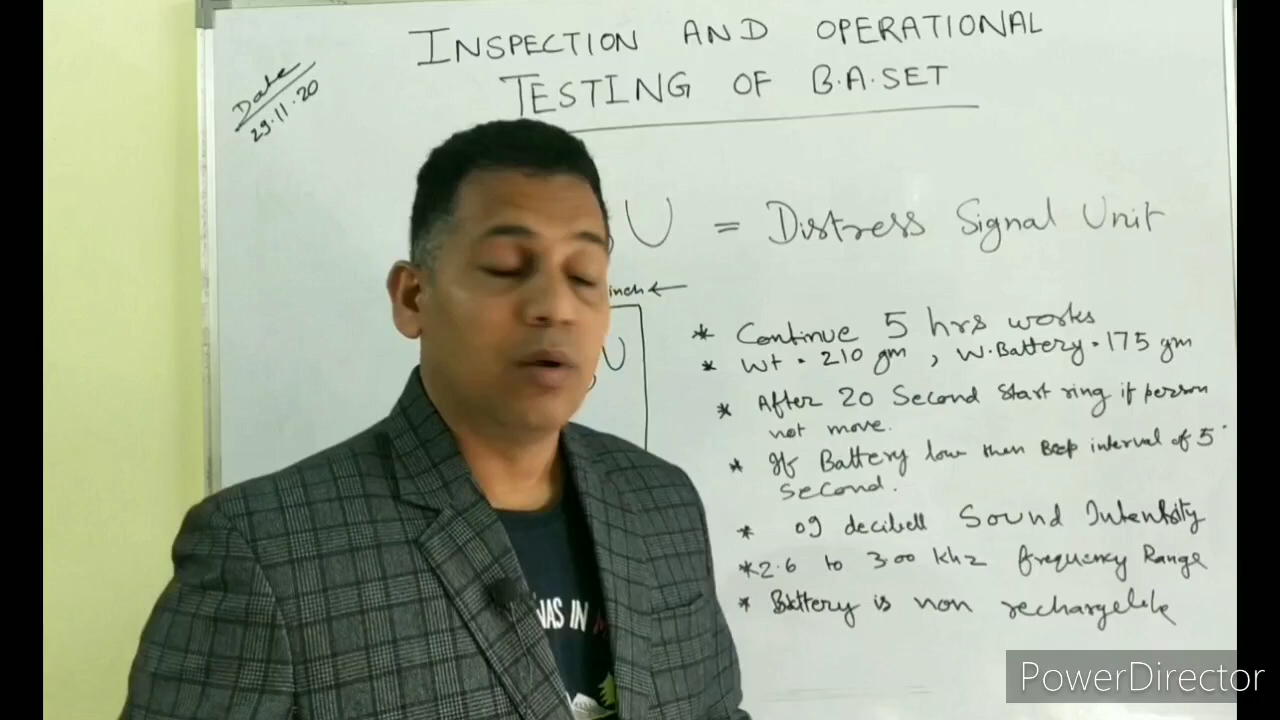 INSPECTION AND OPERATIONAL
TESTING OF B.A.SET
Date
29.11.20
U = Distress Signal Unit
inch
U
* Continue 5 hrs works
* Wt = 210 gm, W.Battery = 175 gm
* After 20 Second Start ring if person
not move.
* If Battery low then Beep interval of 5
Second.
* 09 decibell Sound Intensity
* 2.6 to 3.00 khz frequency Range
* Battery is non
NAS IN M
PowerDirector